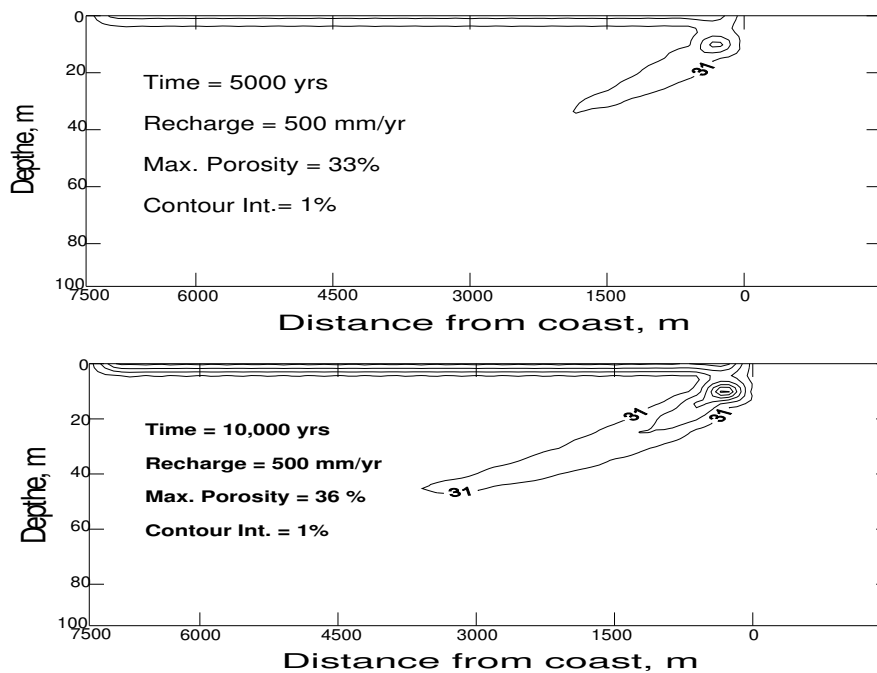 0
20
40
60
80
100
Depthe, m
Time = 5000 yrs
Recharge = 500 mm/yr
Max. Porosity = 33%
Contour Int.= 1%
31
7500 6000 4500 3000 1500 0
Distance from coast, m
0
20
40
60
80
100
Depthe, m
Time = 10,000 yrs
Recharge = 500 mm/yr
Max. Porosity = 36 %
Contour Int. = 1%
31
31
31
7500 6000 4500 3000 1500 0
Distance from coast, m